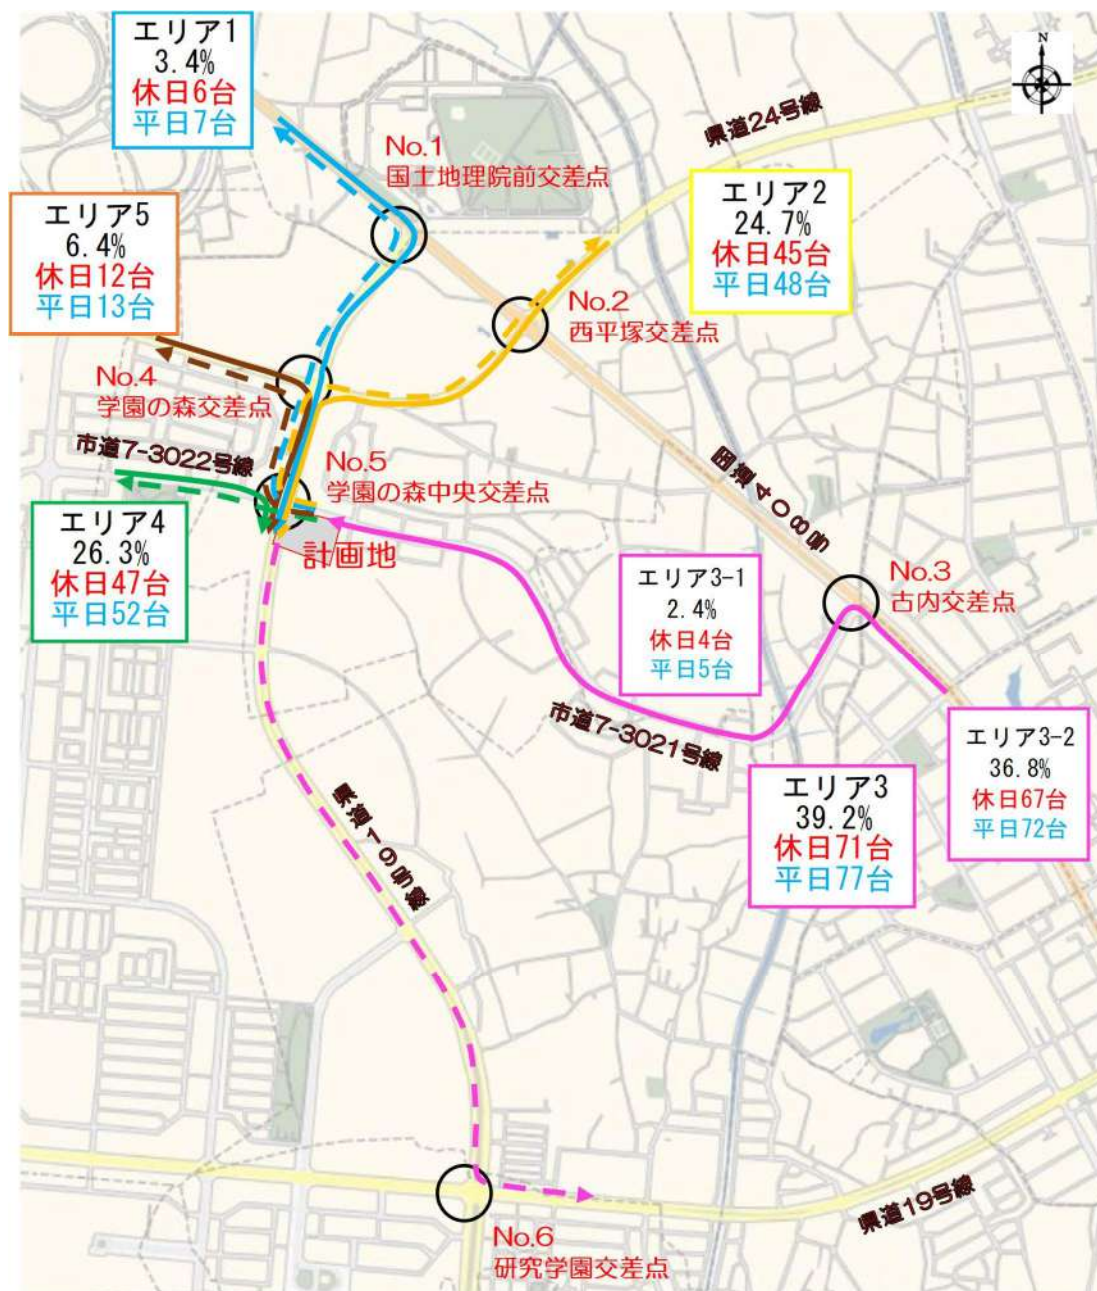 エリア1
3.4%
休日6台
平日7台
N
県道24号線
No.1
国土地理院前交差点
エリア2
24.7%
休日45台
平日48台
エリア5
6.4%
休日12台
平日13台
No.2
西平塚交差点
No.4
学園の森交差点
市道7-3022号線
No.5
学園の森中央交差点
国道408号
エリア4
26.3%
休日47台
平日52台
計画地
エリア3-1
2.4%
休日4台
平日5台
No.3
古内交差点
市道7-3021号線
エリア3-2
36.8%
休日67台
平日72台
エリア3
39.2%
休日71台
平日77台
県道19号線
県道19号線
No.6
研究学園交差点